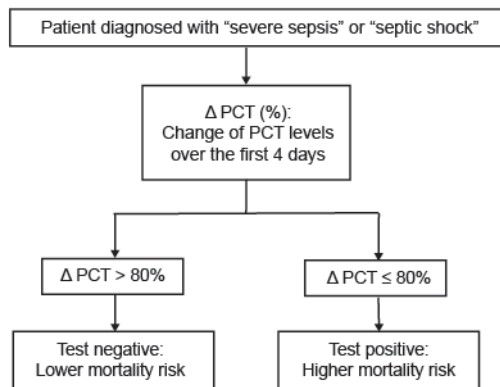 Patient diagnosed with “severe sepsis” or “septic shock”
Δ PCT (%):
Change of PCT levels
over the first 4 days
Δ PCT > 80%
Δ PCT ≤ 80%
Test negative:
Lower mortality risk
Test positive:
Higher mortality risk